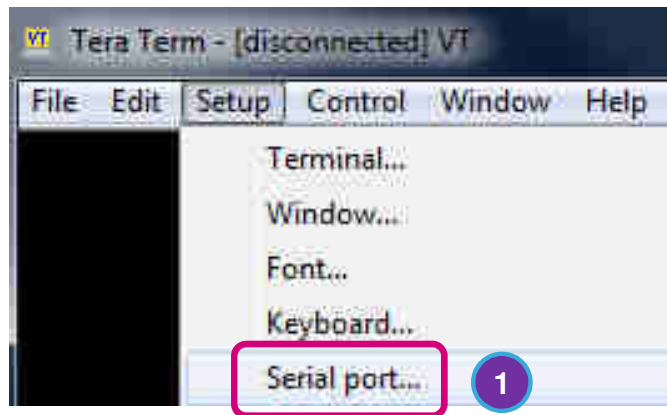 VT Tera Term - [disconnected] VT
File Edit Setup Control Window Help
Terminal...
Window...
Font...
Keyboard...
Serial port... 1